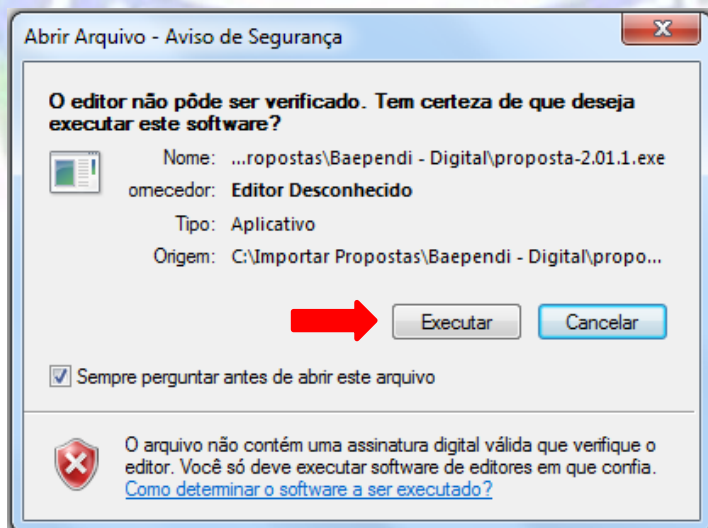 Abrir Arquivo - Aviso de Segurança
O editor não pôde ser verificado. Tem certeza de que deseja
executar este software?
Nome: ...ropostas\Baependi - Digital\proposta-2.01.1.exe
omecedor: Editor Desconhecido
Tipo: Aplicativo
Origem: C:\Importar Propostas\Baependi - Digital\propo...
Executar Cancelar
Sempre perguntar antes de abrir este arquivo
O arquivo não contém uma assinatura digital válida que verifique o
editor. Você só deve executar software de editores em que confia.
Como determinar o software a ser executado?